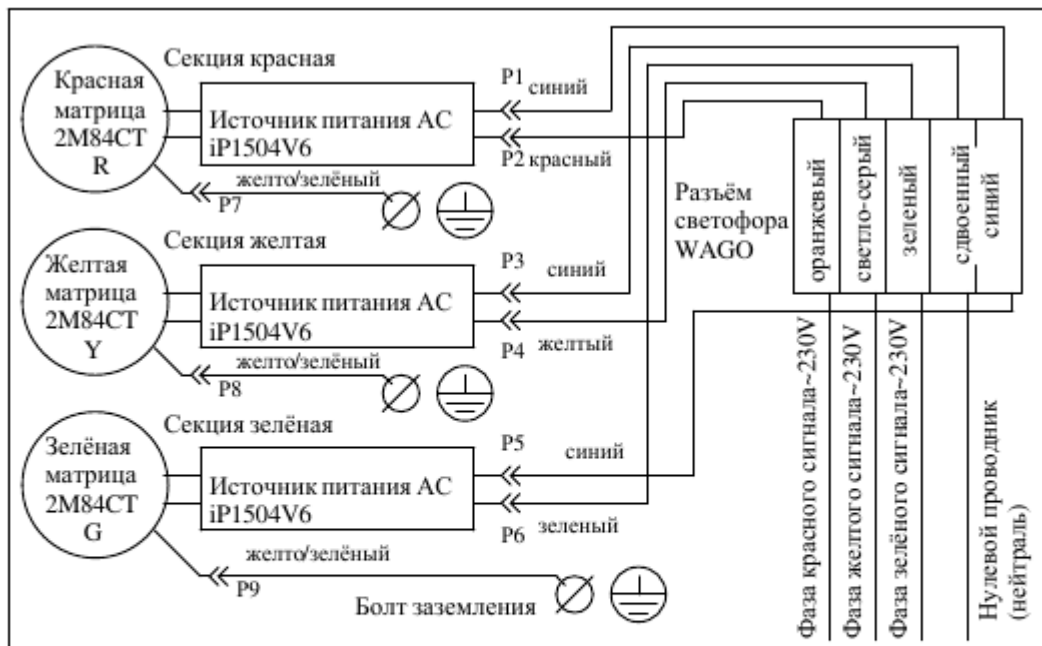 Секция красная
Красная
матрица
2M84CT
R
Источник питания AC
iP1504V6
P1
синий
P2 красный
желто/зелёный
P7
Секция желтая
Желтая
матрица
2M84CT
Y
Источник питания AC
iP1504V6
P3
синий
P4
желтый
желто/зелёный
P8
Секция зелёная
Зелёная
матрица
2M84CT
G
Источник питания AC
iP1504V6
P5
синий
P6
зеленый
желто/зелёный
P9
Болт заземления
Разъём
светофора
WAGO
оранжевый
светло-серый
зеленый
сдвоенный
синий
Фаза красного сигнала~230V
Фаза желтого сигнала~230V
Фаза зелёного сигнала~230V
Нулевой проводник
(нейтраль)